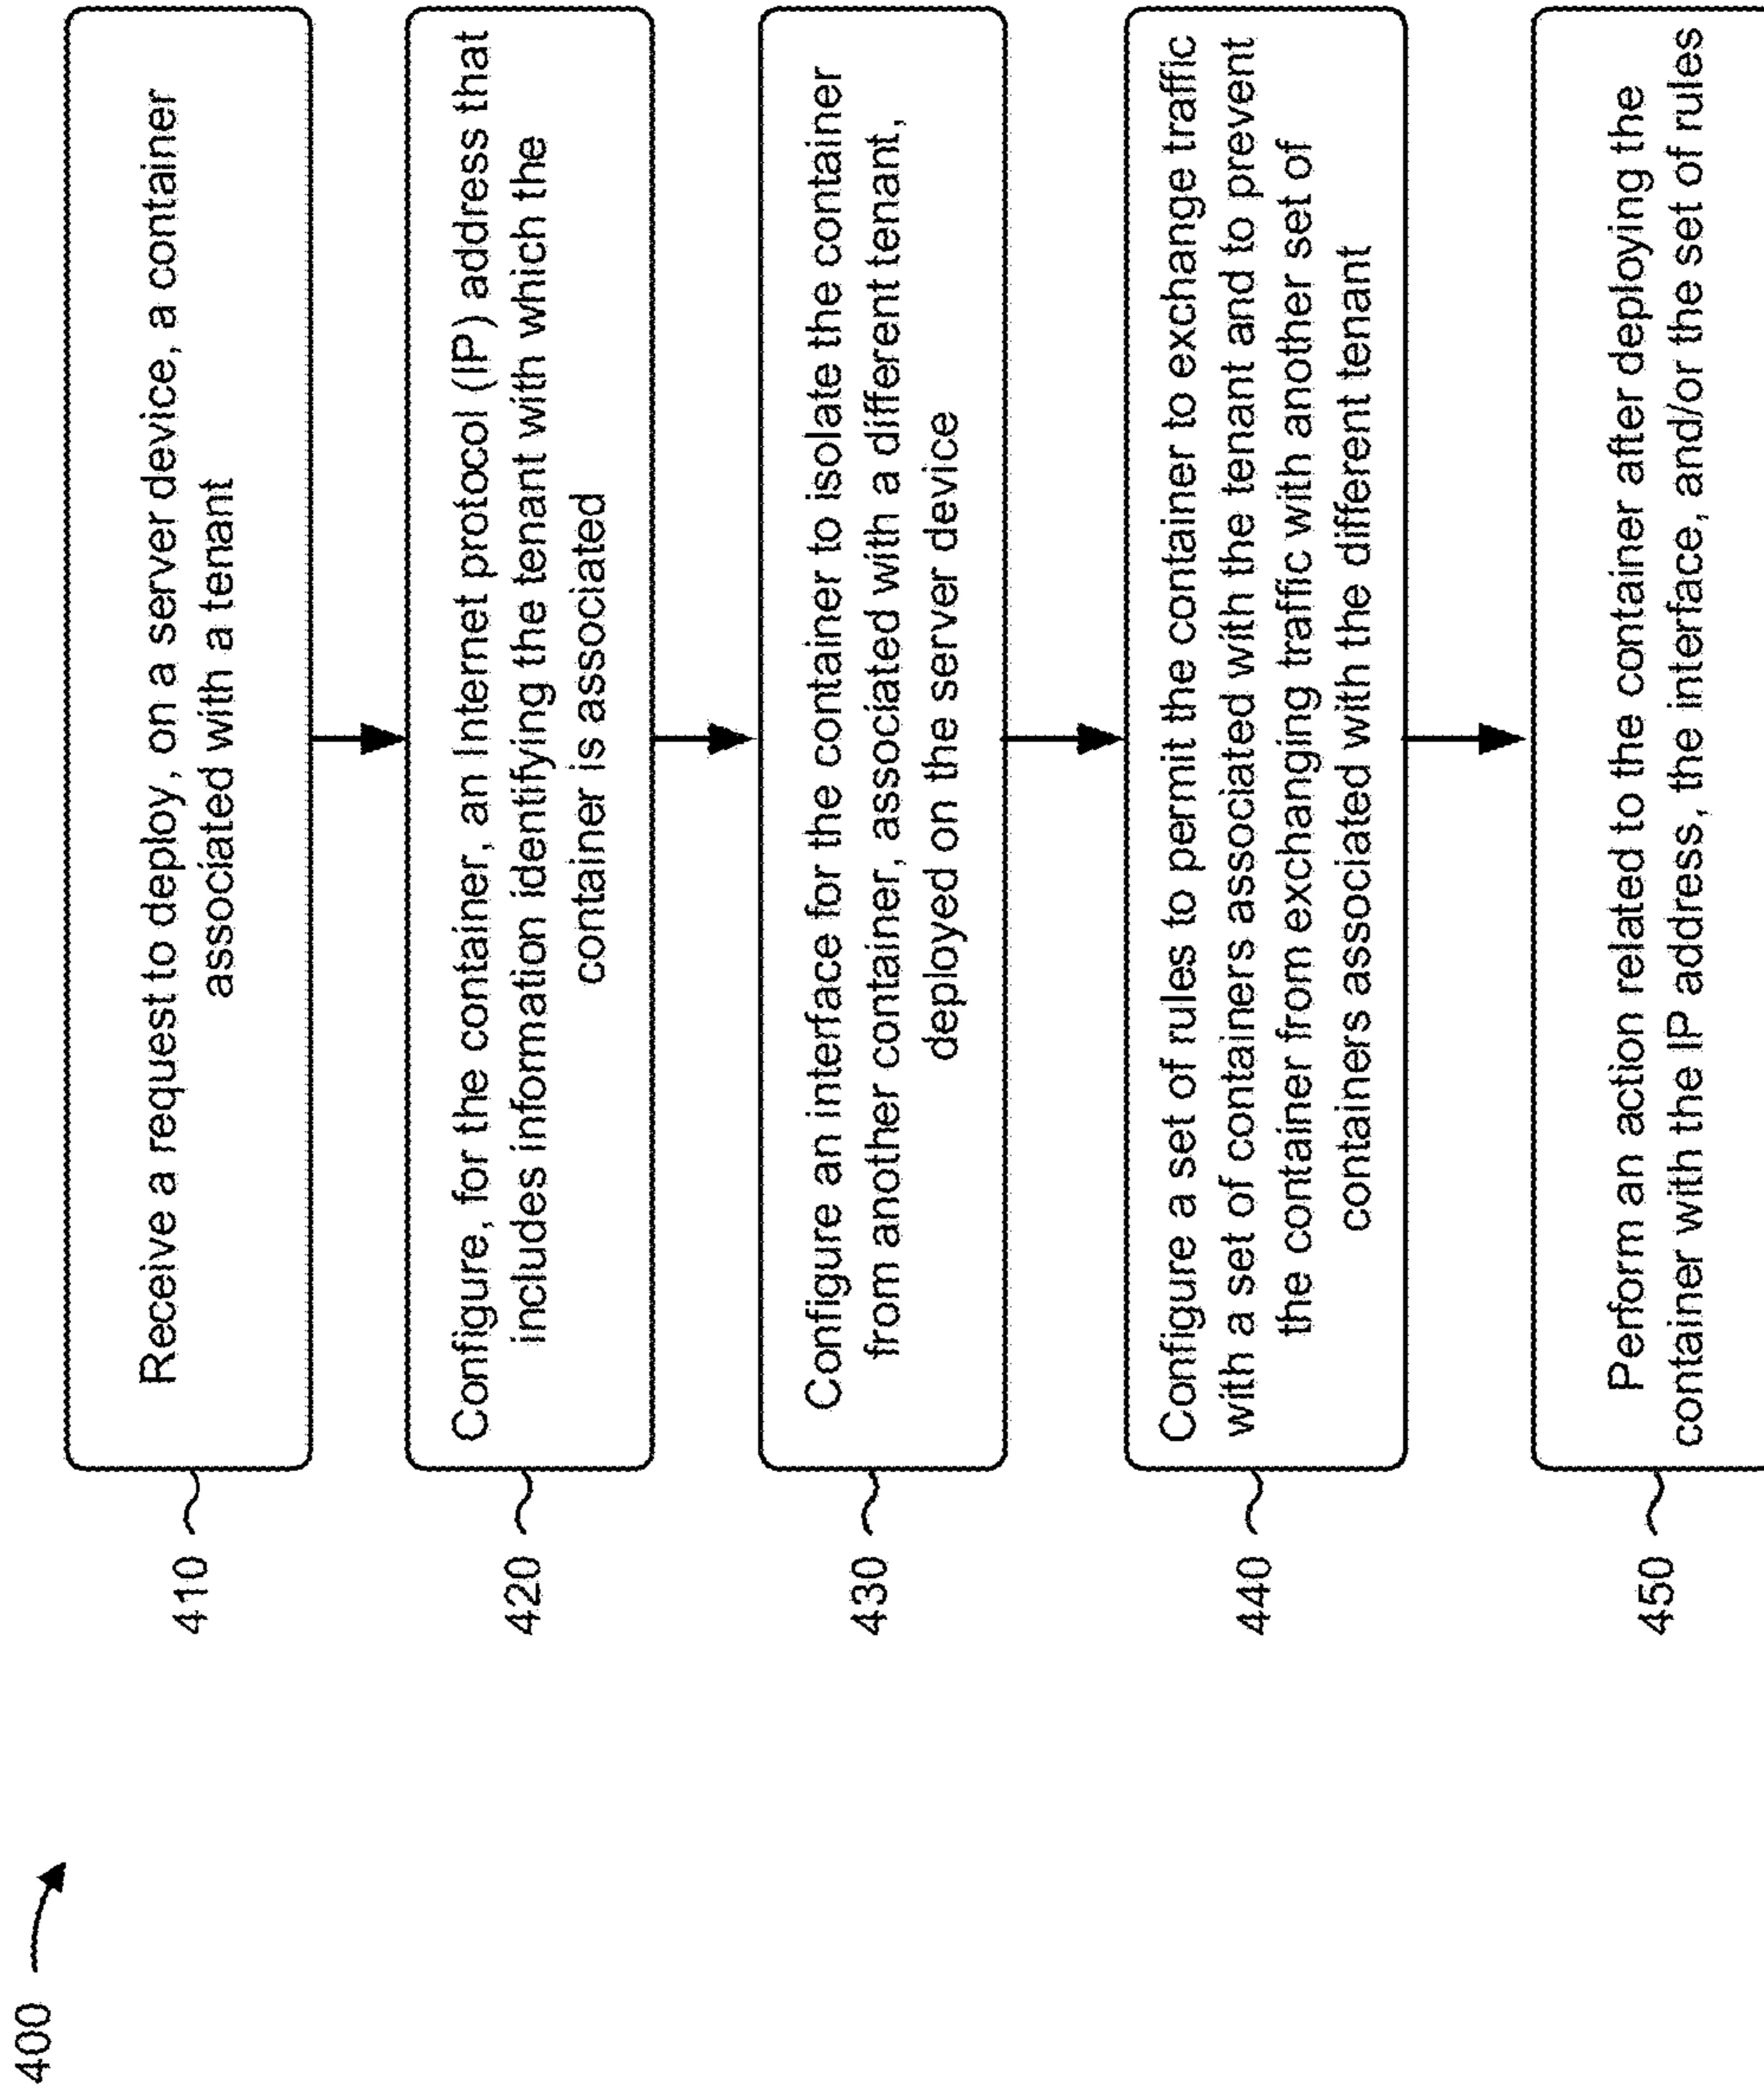 400
410
Receive a request to deploy, on a server device, a container
associated with a tenant
420
Configure, for the container, an Internet protocol (IP) address that
includes information identifying the tenant with which the
container is associated
430
Configure an interface for the container to isolate the container
from another container, associated with a different tenant,
deployed on the server device
440
Configure a set of rules to permit the container to exchange traffic
with a set of containers associated with the tenant and to prevent
the container from exchanging traffic with another set of
containers associated with the different tenant
450
Perform an action related to the container after deploying the
container with the IP address, the interface, and/or the set of rules